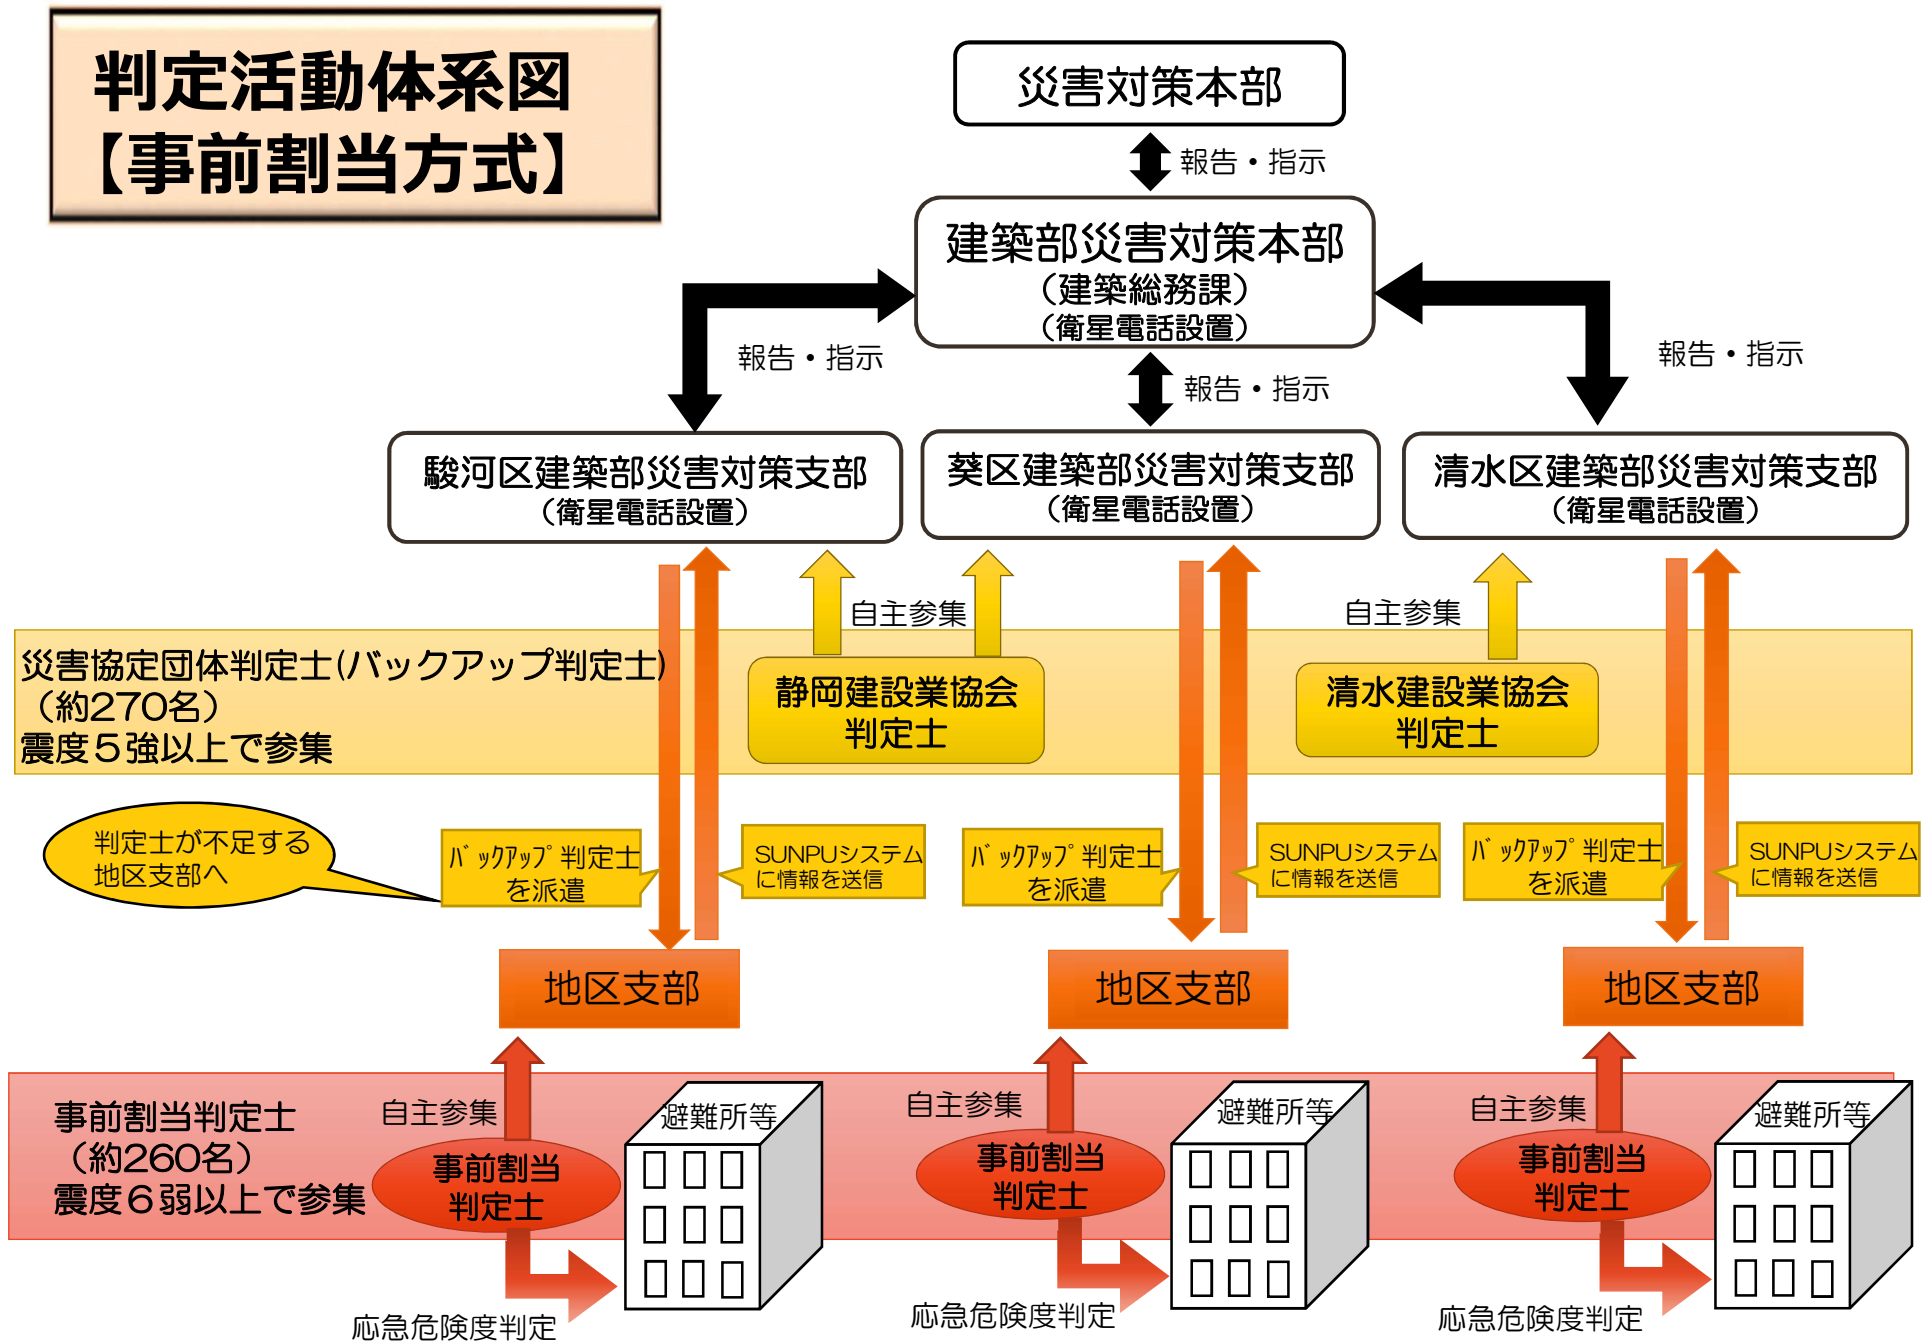 判定活動体系図
【事前割当方式】
災害対策本部
報告・指示
建築部災害対策本部
（建築総務課）
（衛星電話設置）
報告・指示
報告・指示
報告・指示
駿河区建築部災害対策支部
（衛星電話設置）
葵区建築部災害対策支部
（衛星電話設置）
清水区建築部災害対策支部
（衛星電話設置）
自主参集
自主参集
災害協定団体判定士(バックアップ判定士)
（約270名）
震度５強以上で参集
静岡建設業協会
判定士
清水建設業協会
判定士
判定士が不足する
地区支部へ
ﾊﾞｯｸｱｯﾌﾟ判定士
を派遣
SUNPUシステム
に情報を送信
ﾊﾞｯｸｱｯﾌﾟ判定士
を派遣
SUNPUシステム
に情報を送信
ﾊﾞｯｸｱｯﾌﾟ判定士
を派遣
SUNPUシステム
に情報を送信
地区支部
地区支部
地区支部
事前割当判定士
（約260名）
震度６弱以上で参集
自主参集
事前割当
判定士
避難所等
応急危険度判定
自主参集
事前割当
判定士
避難所等
応急危険度判定
自主参集
事前割当
判定士
避難所等
応急危険度判定